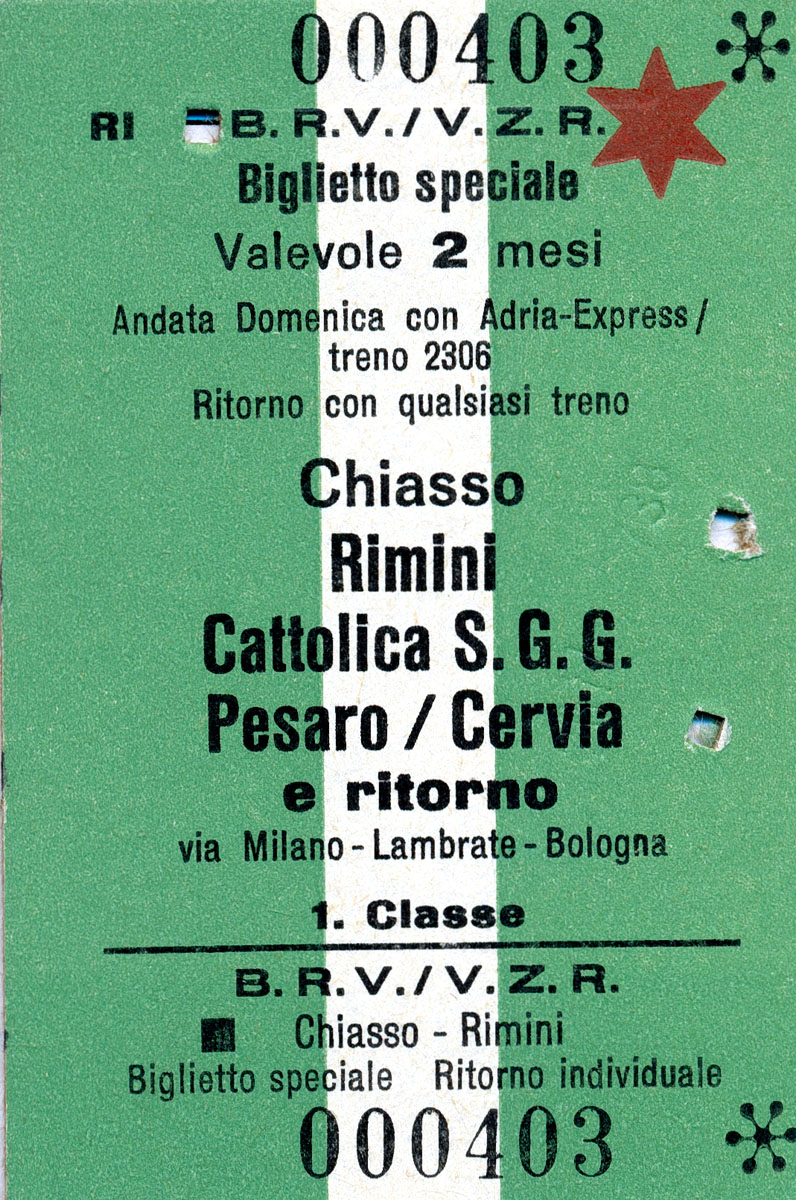 000403
RI B.R.V./V.Z.R.
Biglietto speciale
Valevole 2 mesi
Andata Domenica con Adria-Express/
treno 2306
Ritorno con qualsiasi treno
Chiasso
Rimini
Cattolica S.G.G.
Pesaro / Cervia
e ritorno
via Milano - Lambrate - Bologna
1. Classe
B.R.V./V.Z.R.
Chiasso - Rimini
Biglietto speciale Ritorno individuale
000403